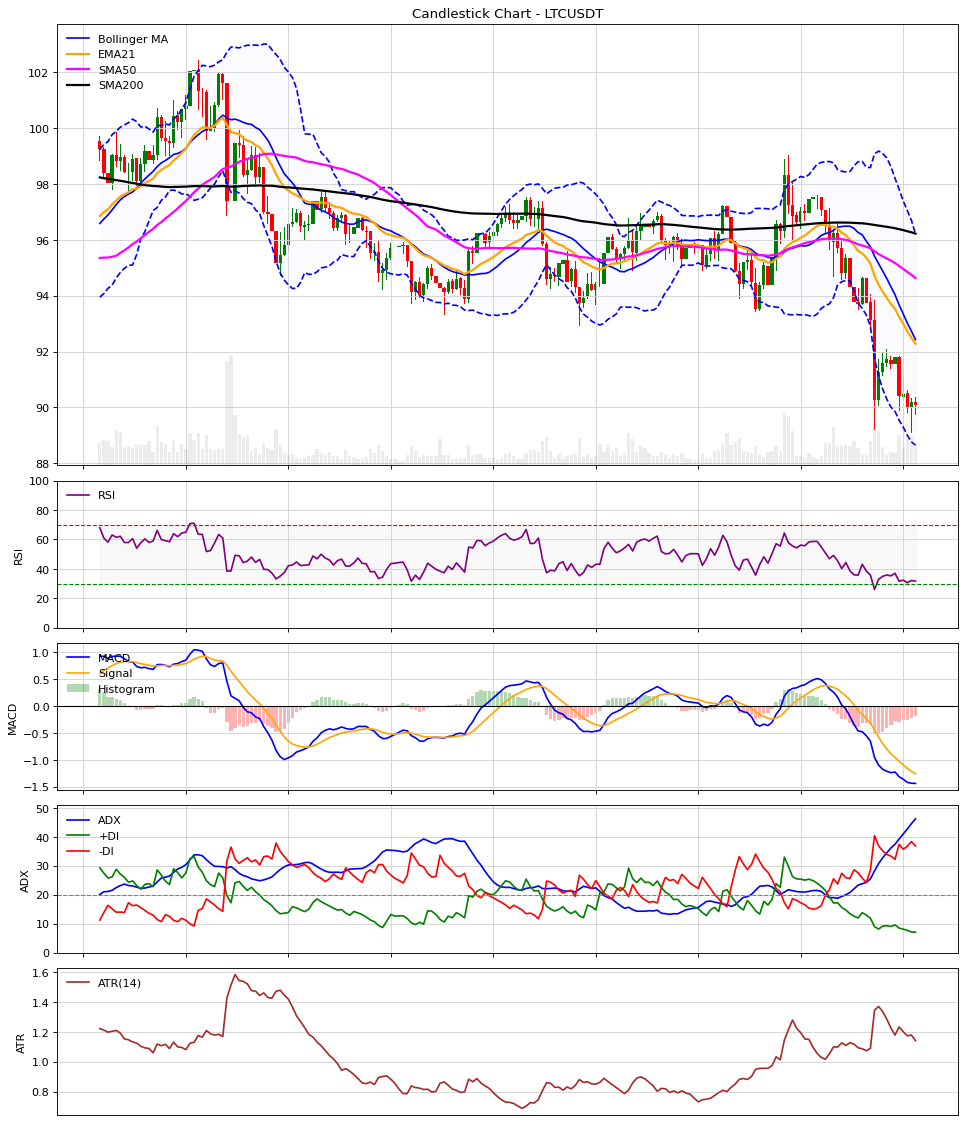 Candlestick Chart - LTCUSDT
Bollinger MA
EMA21
SMA50
SMA200
102
100
98
96
94
92
90
88
RSI
RSI
100
80
60
40
20
0
MACD
Signal
Histogram
MACD
1.0
0.5
0.0
−0.5
−1.0
−1.5
ADX
+DI
-DI
ADX
50
40
30
20
10
0
ATR(14)
ATR
1.6
1.4
1.2
1.0
0.8